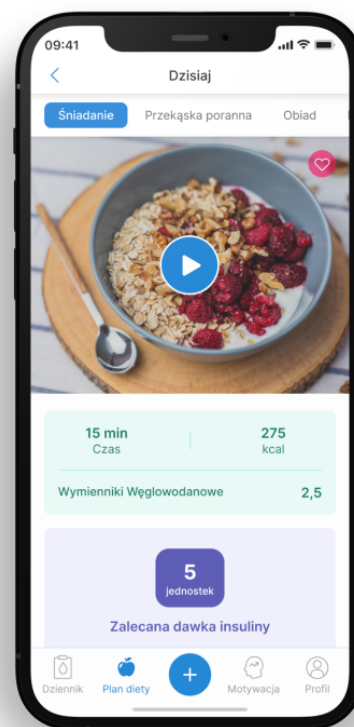 09:41
Dzisiaj
Śniadanie Przekąska poranna Obiad
15 min 275
Czas kcal
Wymienniki Węglowodanowe 2,5
5
jednostek
Zalecana dawka insuliny
Dziennik Plan diety Motywacja Profil